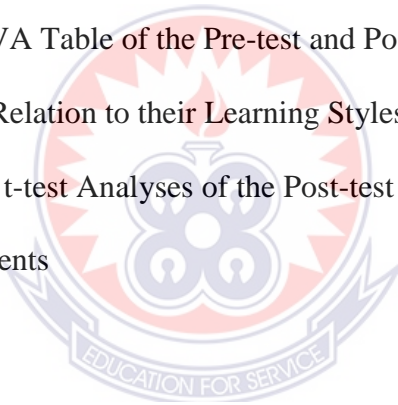 VA Table of the Pre-test and Po
Relation to their Learning Styles
t-test Analyses of the Post-test
ents
EDUCATION FOR SERVICE